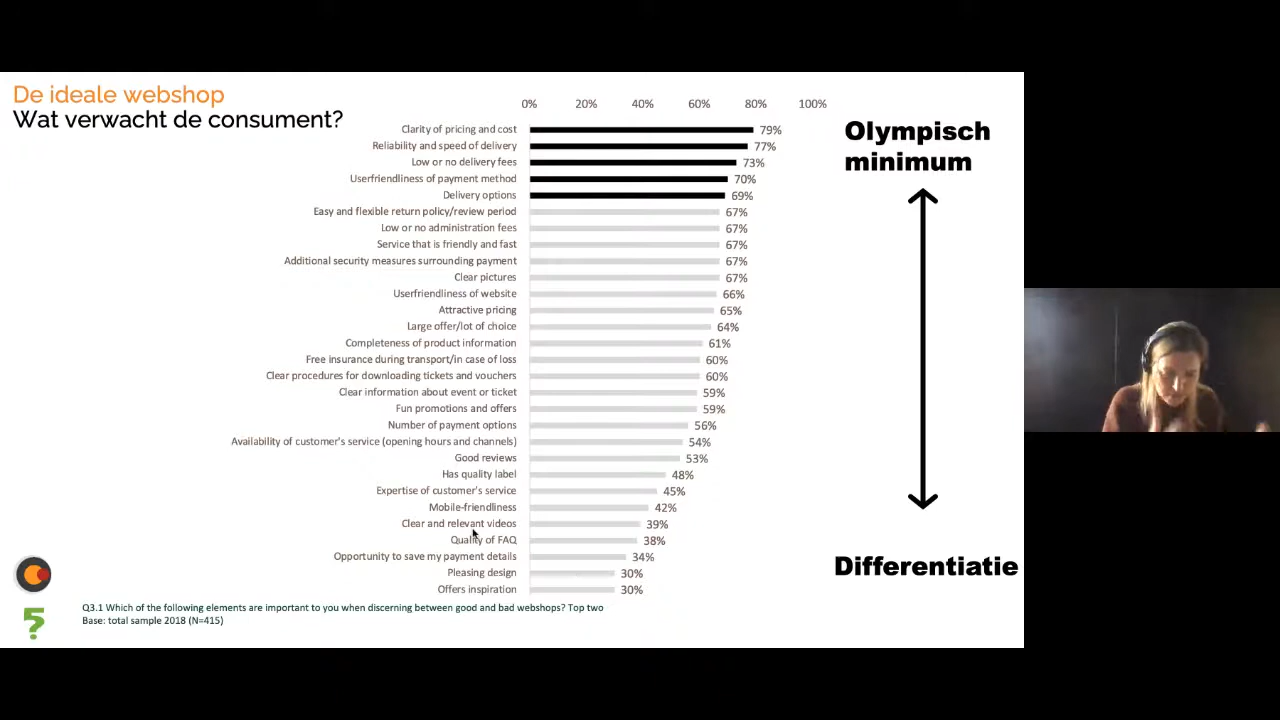 De ideale webshop
Wat verwacht de consument?
0% 20% 40% 60% 80% 100%
Clarity of pricing and cost 79%
Reliability and speed of delivery 77%
Low or no delivery fees 73%
Userfriendliness of payment method 70%
Delivery options 69%
Easy and flexible return policy/review period 67%
Low or no administration fees 67%
Service that is friendly and fast 67%
Additional security measures surrounding payment 67%
Clear pictures 67%
Userfriendliness of website 66%
Attractive pricing 65%
Large offer/lot of choice 64%
Completeness of product information 61%
Free insurance during transport/in case of loss 60%
Clear procedures for downloading tickets and vouchers 60%
Clear information about event or ticket 59%
Fun promotions and offers 59%
Number of payment options 56%
Availability of customer's service (opening hours and channels) 54%
Good reviews 53%
Has quality label 48%
Expertise of customer's service 45%
Mobile-friendliness 42%
Clear and relevant videos 39%
Quality of FAQ 38%
Opportunity to save my payment details 34%
Pleasing design 30%
Offers inspiration 30%
Olympisch
minimum
Differentiatie
Q3.1 Which of the following elements are important to you when discerning between good and bad webshops? Top two
Base: total sample 2018 (N=415)